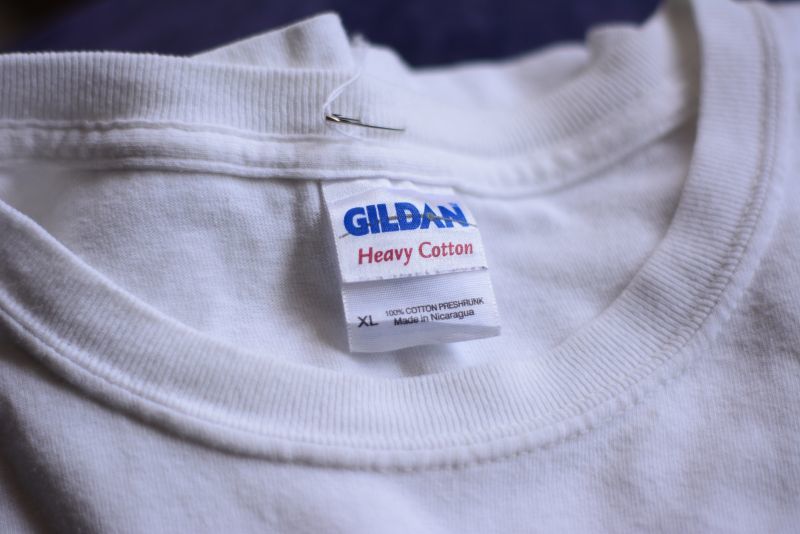 GILDAN
Heavy Cotton
100% COTTON PRESHRUNK
XL Made in Nicaragua